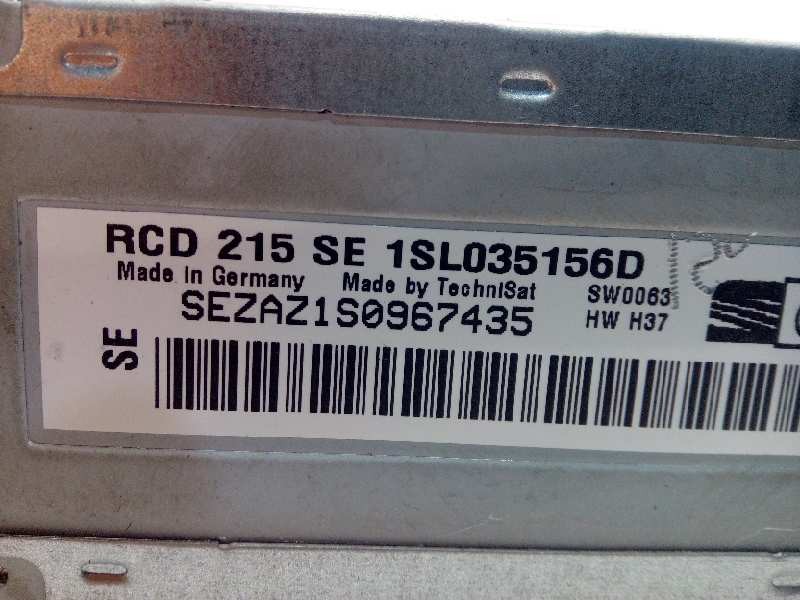 RCD 215 SE 1SL035156D
Made in Germany Made by TechniSat SW0063
SEZAZ1S0967435 HW H37
SE